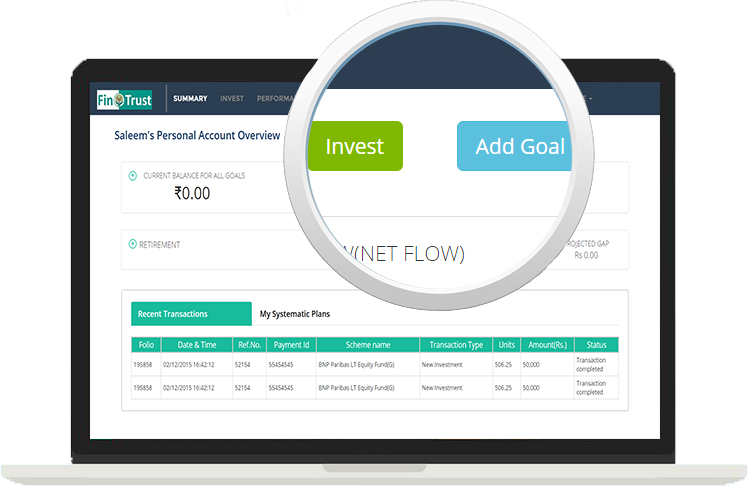 Fin Trust
SUMMARY INVEST PERFORMA
Saleem's Personal Account Overview
Invest Add Goal
CURRENT BALANCE FOR ALL GOALS
₹0.00
(NET FLOW)
RETIREMENT
ROJECTED GAP
Rs 0.00
Recent Transactions My Systematic Plans
Folio Date & Time Ref.No. Payment Id Scheme name Transaction Type Units Amount(Rs.) Status
195858 02/12/2015 16:42:12 52154 55454545 BNP Paribas LT Equity Fund(G) New Investment 506.25 50,000 Transaction
completed
195858 02/12/2015 16:42:12 52154 55454545 BNP Paribas LT Equity Fund(G) New Investment 506.25 50,000 Transaction
completed